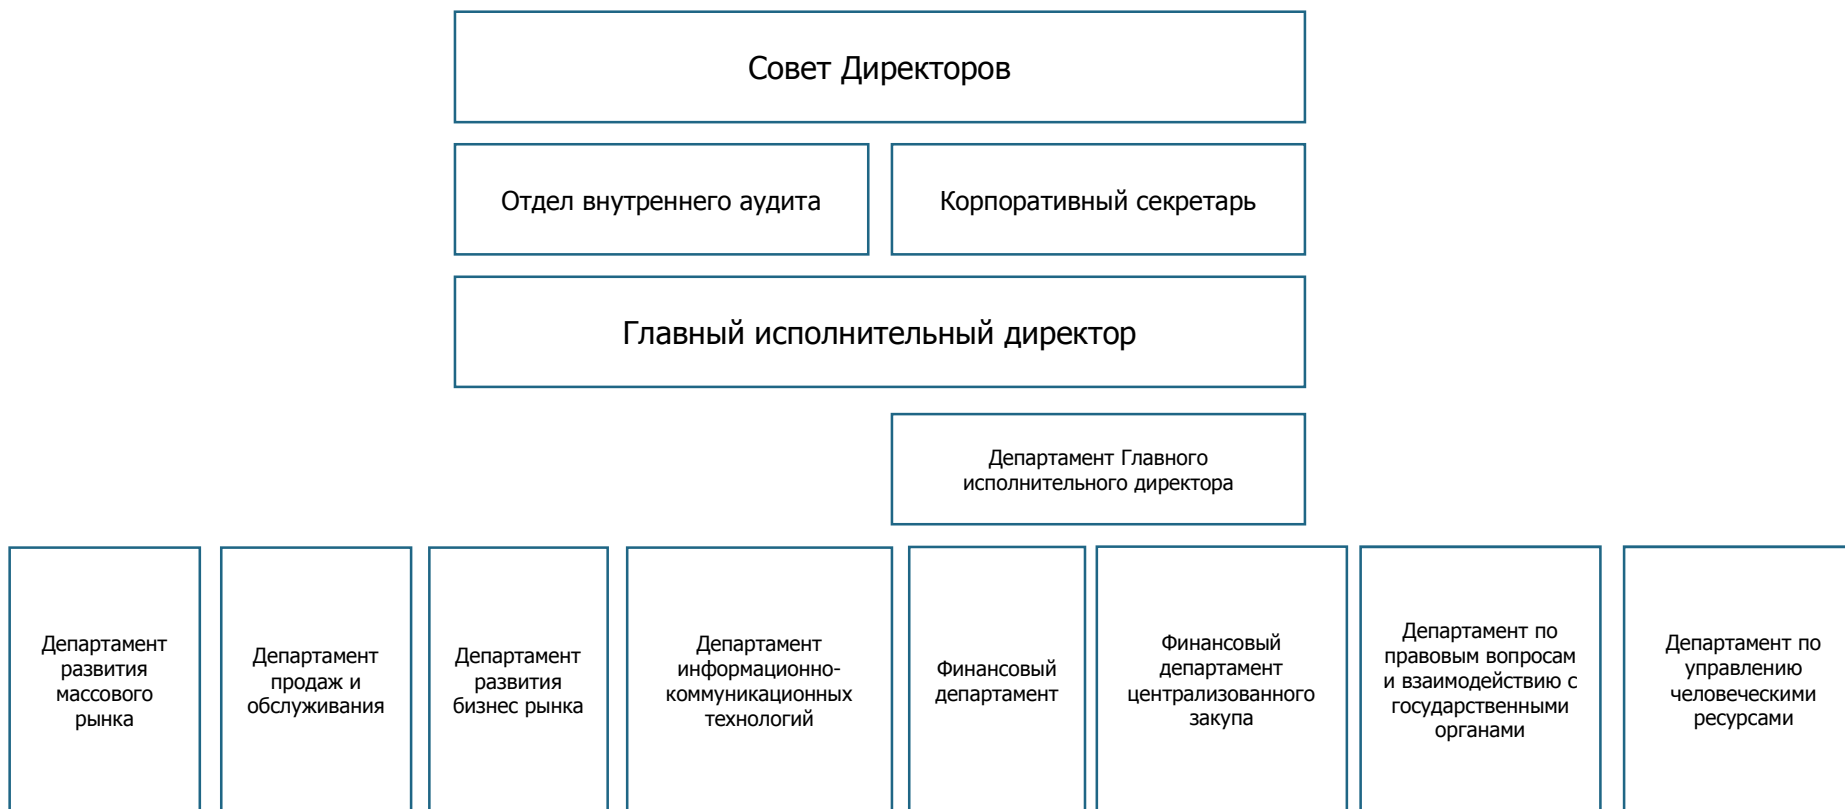 Совет Директоров
Отдел внутреннего аудита
Корпоративный секретарь
Главный исполнительный директор
Департамент Главного
исполнительного директора
Департамент
развития
массового
рынка
Департамент
продаж и
обслуживания
Департамент
развития
бизнес рынка
Департамент
информационно-
коммуникационных
технологий
Финансовый
департамент
Финансовый
департамент
централизованного
закупа
Департамент по
правовым вопросам
и взаимодействию с
государственными
органами
Департамент по
управлению
человеческими
ресурсами